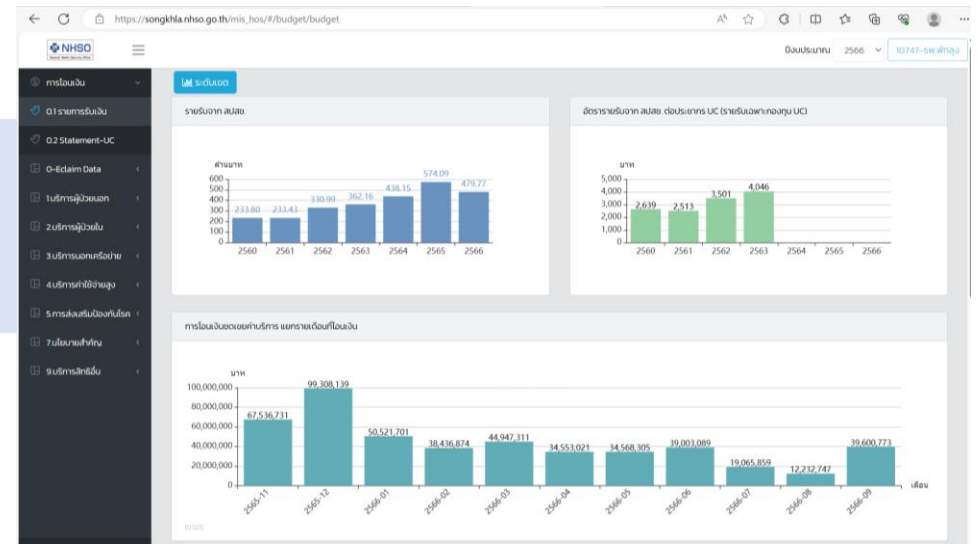 https://songkhla.nhso.go.th/mis_hos/#/budget/budget
NHSO
ปีงบประมาณ 2566 10747-รพ.พัทลุง
การโอนเงิน
0.1 รายการรับเงิน
0.2 Statement-UC
0-Eclaim Data
1.บริการผู้ป่วยนอก
2.บริการผู้ป่วยใน
3.บริการนอกเครือข่าย
4.บริการค่าใช้จ่ายสูง
5.การส่งเสริมป้องกันโรค
7.นโยบายสำคัญ
9.บริการสิทธิอื่น
ระดับเขต
รายรับจาก สปสช.
ล้านบาท
600
500
400
300
200
100
0
233.80 233.43 330.99 362.16 438.15 574.09 479.77
2560 2561 2562 2563 2564 2565 2566
อัตรารายรับจาก สปสช. ต่อประชากร UC (รายรับเฉพาะกองทุน UC)
บาท
5,000
4,000
3,000
2,000
1,000
0
2,639 2,513 3,501 4,046
2560 2561 2562 2563 2564 2565 2566
การโอนเงินชดเชยค่าบริการ แยกรายเดือนที่โอนเงิน
บาท
100,000,000
80,000,000
60,000,000
40,000,000
20,000,000
0
67,536,731 99,308,139 50,521,701 38,436,874 44,947,311 34,553,021 34,568,305 39,003,089 19,065,859 12,232,747 39,600,773
2565-11 2565-12 2566-01 2566-02 2566-03 2566-04 2566-05 2566-06 2566-07 2566-08 2566-09
เดือน